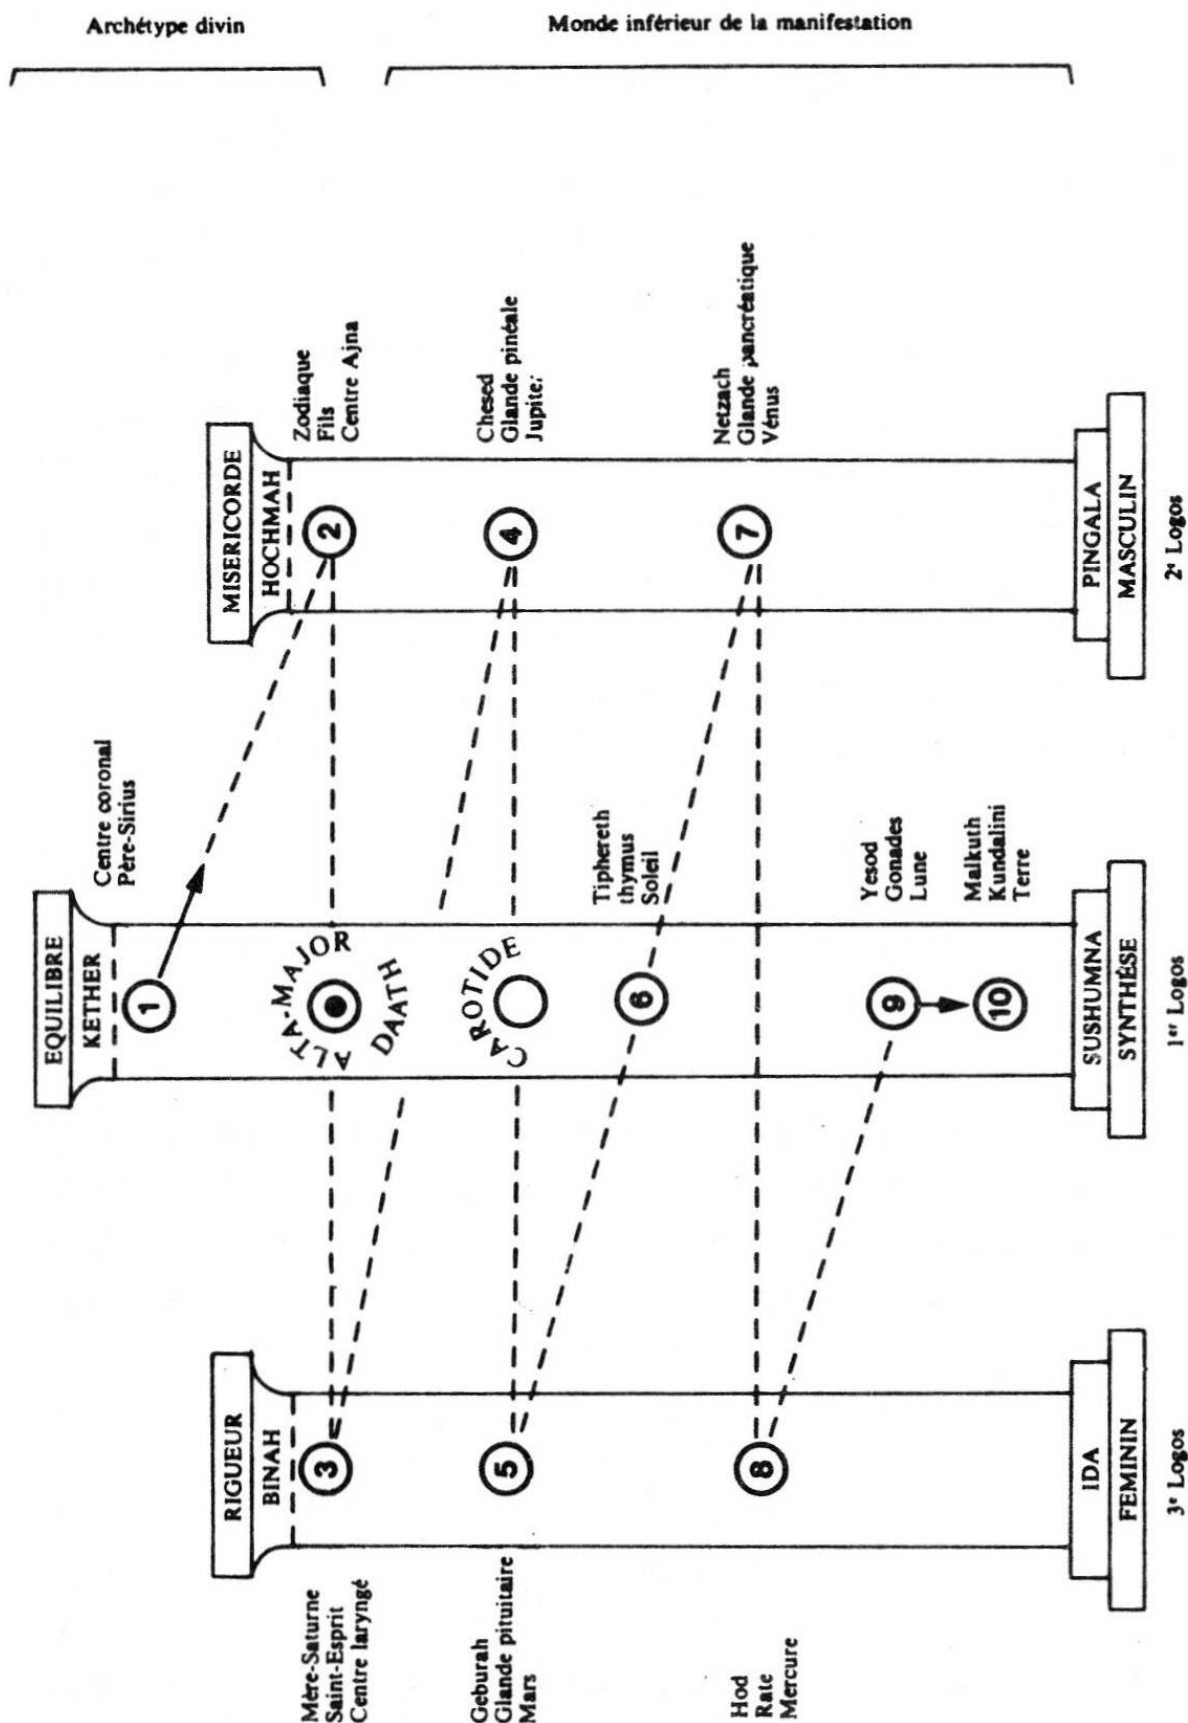 Archétype divin
Monde inférieur de la manifestation
EQUILIBRE
KETHER
Centre coronal
Père-Sirius
1
RIGUEUR
BINAH
MISERICORDE
HOCHMAH
Mère-Saturne
Saint-Esprit
Centre laryngé
3
ALTA-MAJOR
DAATH
2
Zodiaque
Fils
Centre Ajna
Geburah
Glande pituitaire
Mars
5
CAROTIDE
4
Chesed
Glande pinéale
Jupiter
Tiphereth
thymus
Soleil
6
Hod
Rate
Mercure
8
7
Netzach
Glande pancréatique
Vénus
Yesod
Gonades
Lune
9
Malkuth
Kundalini
Terre
10
IDA
FEMININ
SUSHUMNA
SYNTHÉSE
PINGALA
MASCULIN
3e Logos
1er Logos
2e Logos